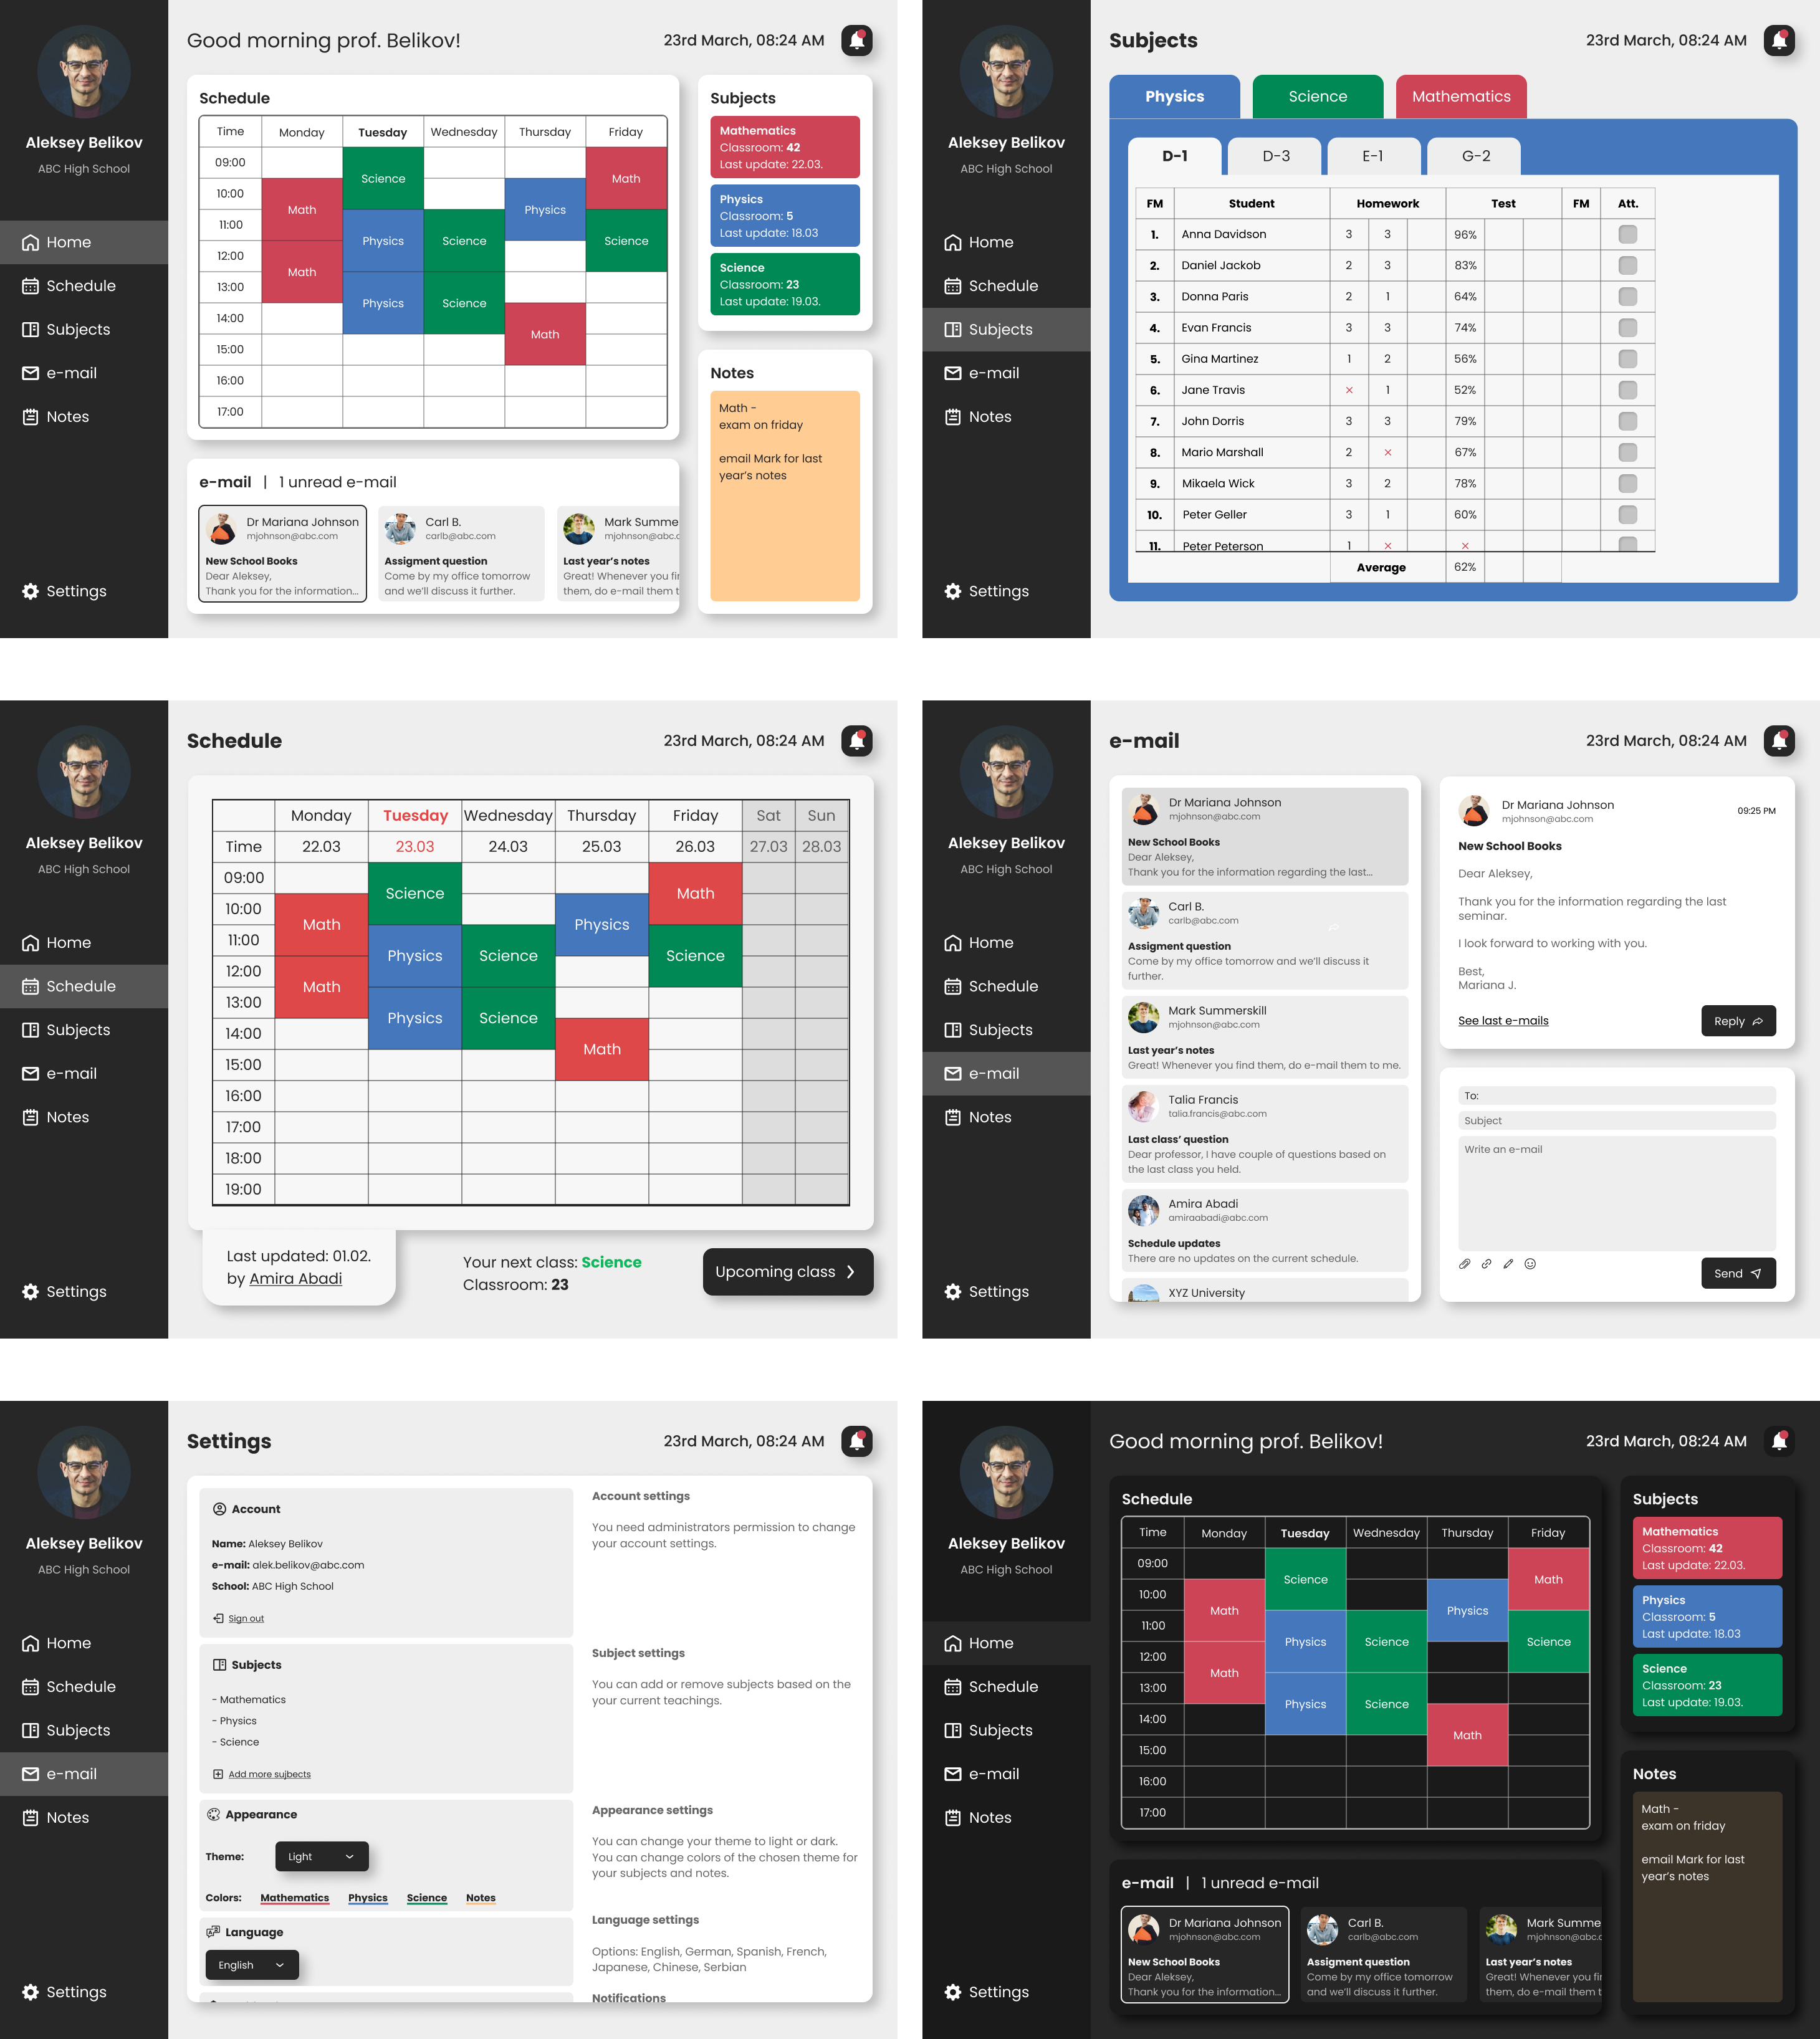 Aleksey Belikov
ABC High School
Home
Schedule
Subjects
e-mail
Notes
Settings
Good morning prof. Belikov!
23rd March, 08:24 AM
Schedule
Time Monday Tuesday Wednesday Thursday Friday
09:00
Science Math
10:00
Math Physics
11:00
Physics Science Science
12:00
Math
13:00
Physics Science
14:00
Math
15:00
16:00
17:00
Subjects
Mathematics
Classroom: 42
Last update: 22.03.
Physics
Classroom: 5
Last update: 18.03
Science
Classroom: 23
Last update: 19.03.
Notes
Math -
exam on friday
email Mark for last
year's notes
e-mail | 1 unread e-mail
Dr Mariana Johnson
mjohnson@abc.com
New School Books
Dear Aleksey,
Thank you for the information...
Carl B.
carlb@abc.com
Assigment question
Come by my office tomorrow
and we'll discuss it further.
Mark Summe
mjohnson@abc.c
Last year's notes
Great! Whenever you fin
them, do e-mail them t
Aleksey Belikov
ABC High School
Home
Schedule
Subjects
e-mail
Notes
Settings
Subjects
23rd March, 08:24 AM
Physics Science Mathematics
D-1 D-3 E-1 G-2
FM Student Homework Test FM Att.
1. Anna Davidson 3 3 96%
2. Daniel Jackob 2 3 83%
3. Donna Paris 2 1 64%
4. Evan Francis 3 3 74%
5. Gina Martinez 1 2 56%
6. Jane Travis × 1 52%
7. John Dorris 3 3 79%
8. Mario Marshall 2 × 67%
9. Mikaela Wick 3 2 78%
10. Peter Geller 3 1 60%
11. Peter Peterson 1 × ×
Average 62%
Aleksey Belikov
ABC High School
Home
Schedule
Subjects
e-mail
Notes
Settings
Schedule
23rd March, 08:24 AM
Monday Tuesday Wednesday Thursday Friday Sat Sun
Time 22.03 23.03 24.03 25.03 26.03 27.03 28.03
09:00
Science Math
10:00
Math Physics
11:00
Physics Science Science
12:00
Math
13:00
Physics Science
14:00
Math
15:00
16:00
17:00
18:00
19:00
Last updated: 01.02.
by Amira Abadi
Your next class: Science
Classroom: 23
Upcoming class
Aleksey Belikov
ABC High School
Home
Schedule
Subjects
e-mail
Notes
Settings
e-mail
23rd March, 08:24 AM
Dr Mariana Johnson
mjohnson@abc.com
New School Books
Dear Aleksey,
Thank you for the information regarding the last...
Carl B.
carlb@abc.com
Assigment question
Come by my office tomorrow and we'll discuss it
further.
Mark Summerskill
mjohnson@abc.com
Last year's notes
Great! Whenever you find them, do e-mail them to me.
Talia Francis
talia.francis@abc.com
Last class' question
Dear professor, I have couple of questions based on
the last class you held.
Amira Abadi
amiraabadi@abc.com
Schedule updates
There are no updates on the current schedule.
XYZ University
Dr Mariana Johnson
mjohnson@abc.com
09:25 PM
New School Books
Dear Aleksey,
Thank you for the information regarding the last
seminar.
I look forward to working with you.
Best,
Mariana J.
See last e-mails
Reply
To:
Subject
Write an e-mail
Send
Aleksey Belikov
ABC High School
Home
Schedule
Subjects
e-mail
Notes
Settings
Settings
23rd March, 08:24 AM
Account
Name: Aleksey Belikov
e-mail: alek.belikov@abc.com
School: ABC High School
Sign out
Account settings
You need administrators permission to change
your account settings.
Subjects
- Mathematics
- Physics
- Science
Add more sujbects
Subject settings
You can add or remove subjects based on the
your current teachings.
Appearance
Theme: Light
Colors: Mathematics Physics Science Notes
Appearance settings
You can change your theme to light or dark.
You can change colors of the chosen theme for
your subjects and notes.
Language
English
Language settings
Options: English, German, Spanish, French,
Japanese, Chinese, Serbian
Notifications
Aleksey Belikov
ABC High School
Home
Schedule
Subjects
e-mail
Notes
Settings
Good morning prof. Belikov!
23rd March, 08:24 AM
Schedule
Time Monday Tuesday Wednesday Thursday Friday
09:00
Science Math
10:00
Math Physics
11:00
Physics Science Science
12:00
Math
13:00
Physics Science
14:00
Math
15:00
16:00
17:00
Subjects
Mathematics
Classroom: 42
Last update: 22.03.
Physics
Classroom: 5
Last update: 18.03
Science
Classroom: 23
Last update: 19.03.
Notes
Math -
exam on friday
email Mark for last
year's notes
e-mail | 1 unread e-mail
Dr Mariana Johnson
mjohnson@abc.com
New School Books
Dear Aleksey,
Thank you for the information...
Carl B.
carlb@abc.com
Assigment question
Come by my office tomorrow
and we'll discuss it further.
Mark Summe
mjohnson@abc.c
Last year's notes
Great! Whenever you fin
them, do e-mail them t